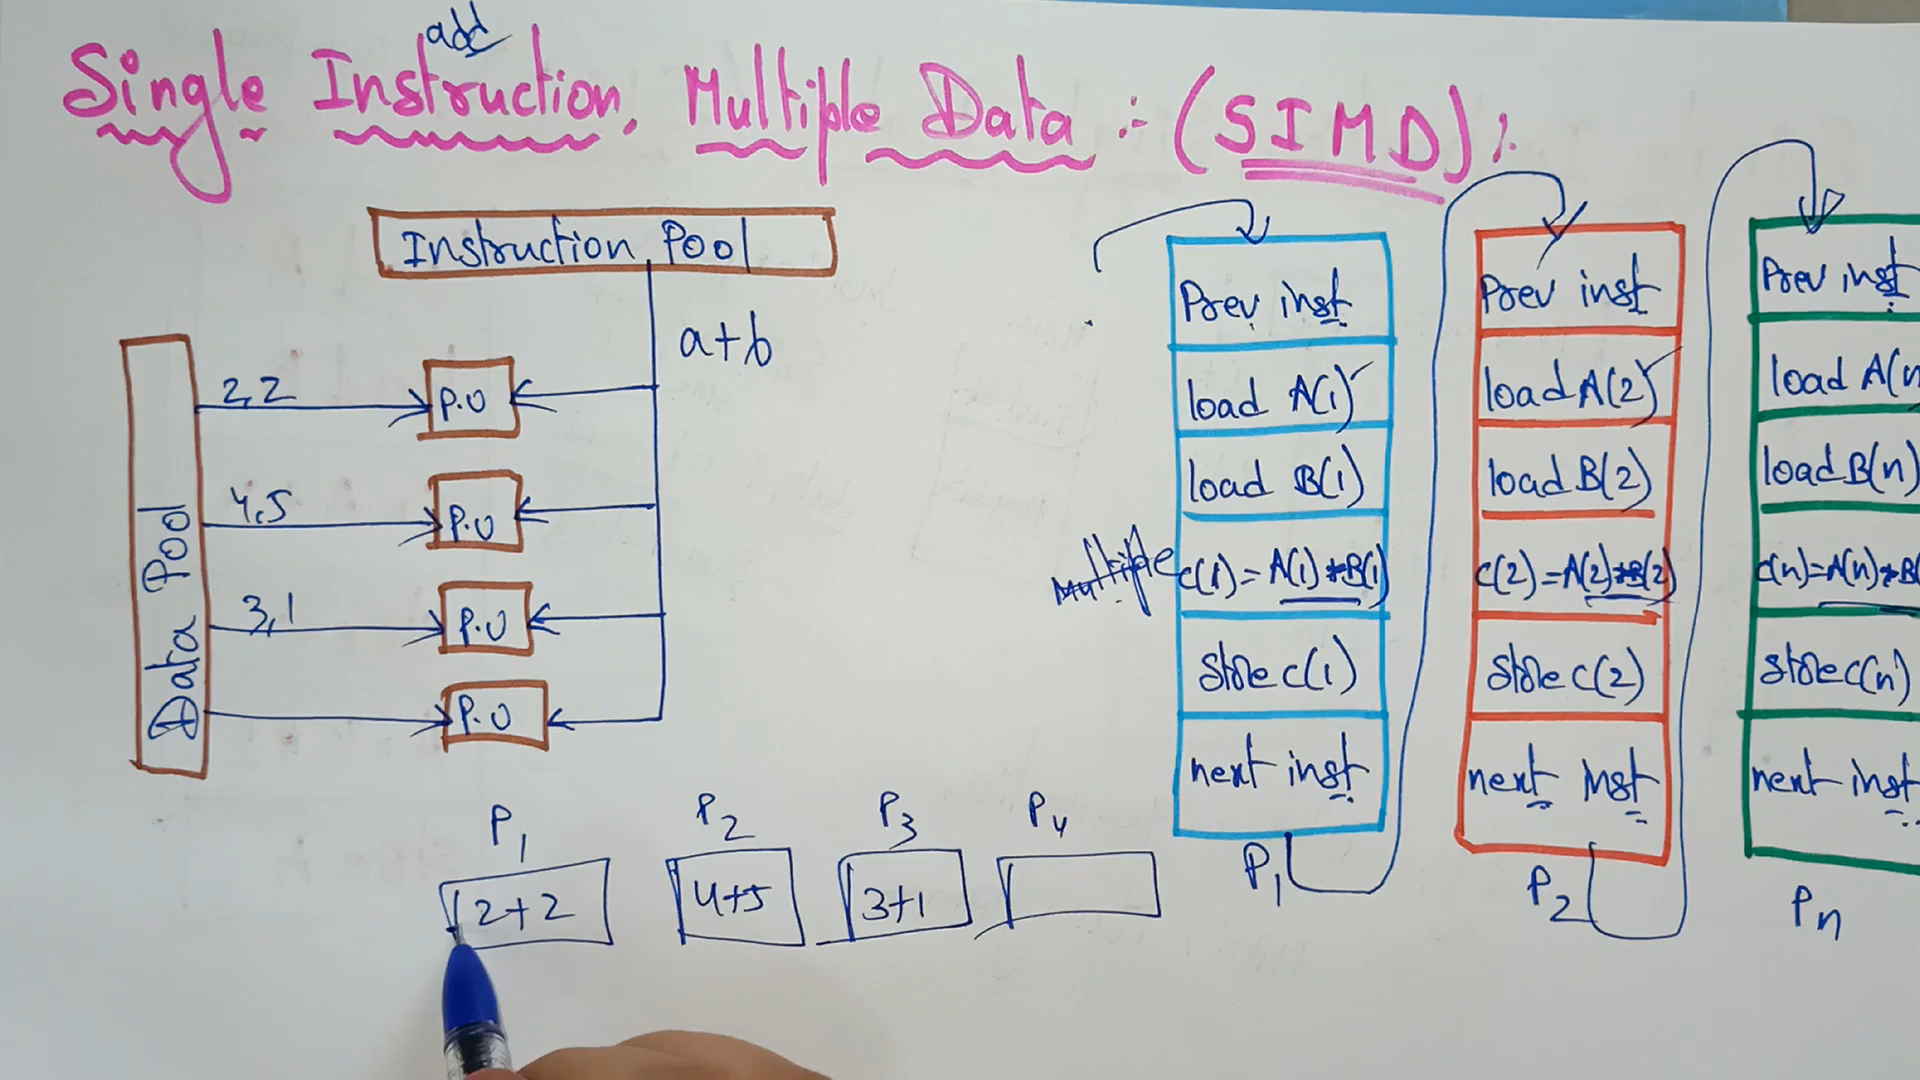 add
Single Instruction, Multiple Data :- (SIMD):
Instruction Pool
a+b
Data Pool
2,2
P.U
4,5
P.U
3,1
P.U
P.U
P1
P2
P3
P4
2+2
4+5
3+1
Prev inst
load A(1)
load B(1)
Multiple
c(1) = A(1)*B(1)
store c(1)
next inst
P1
Prev inst
load A(2)
load B(2)
c(2) = A(2)*B(2)
store c(2)
next inst
P2
Prev inst
load A(n
load B(n)
c(n)=A(n)*B(
store c(n)
next inst
Pn